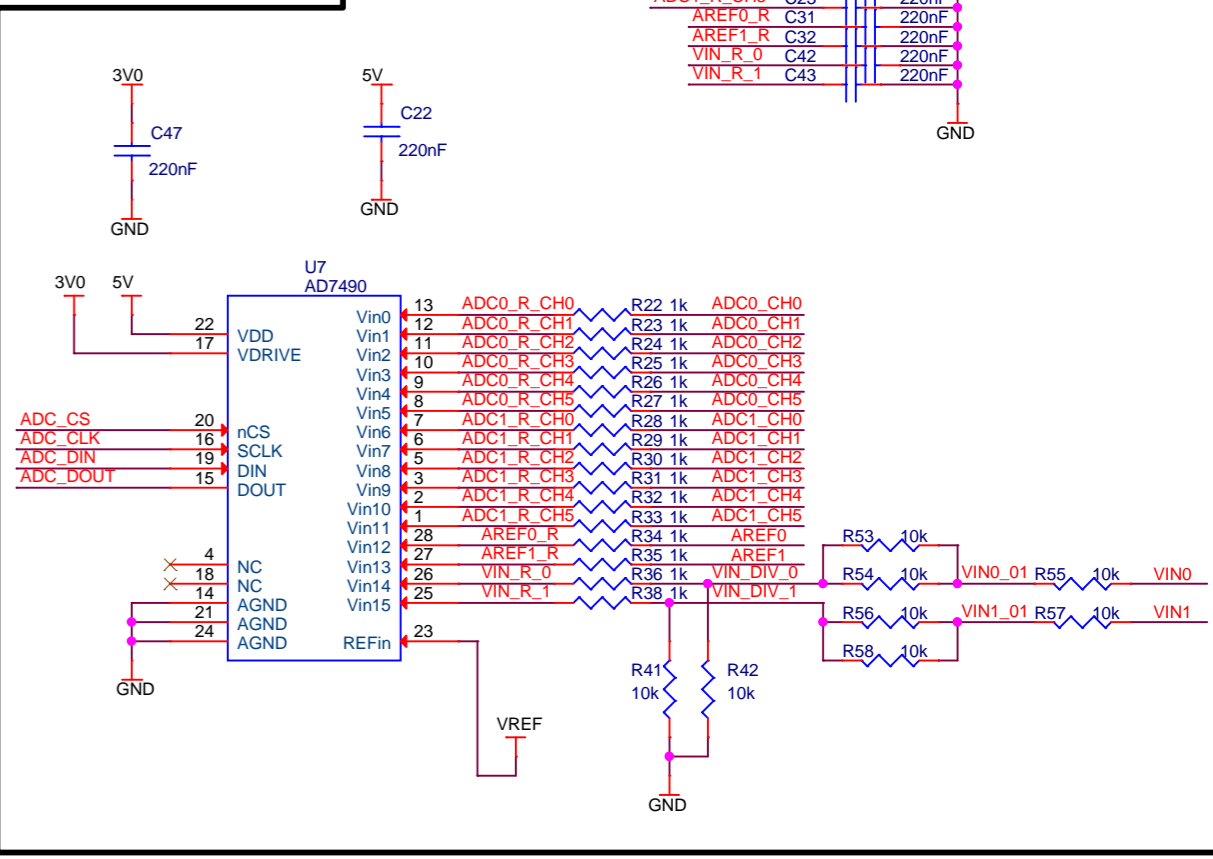 220nF
AREF0_R C31 220nF
AREF1_R C32 220nF
VIN_R_0 C42 220nF
VIN_R_1 C43 220nF
GND
3V0
C47
220nF
GND
5V
C22
220nF
GND
U7
AD7490
3V0 5V
22 VDD
17 VDRIVE
ADC_CS 20 nCS
ADC_CLK 16 SCLK
ADC_DIN 19 DIN
ADC_DOUT 15 DOUT
4 NC
18 NC
14 AGND
21 AGND
24 AGND
GND
Vin0 13 ADC0_R_CH0 R22 1k ADC0_CH0
Vin1 12 ADC0_R_CH1 R23 1k ADC0_CH1
Vin2 11 ADC0_R_CH2 R24 1k ADC0_CH2
Vin3 10 ADC0_R_CH3 R25 1k ADC0_CH3
Vin4 9 ADC0_R_CH4 R26 1k ADC0_CH4
Vin5 8 ADC0_R_CH5 R27 1k ADC0_CH5
Vin6 7 ADC1_R_CH0 R28 1k ADC1_CH0
Vin7 6 ADC1_R_CH1 R29 1k ADC1_CH1
Vin8 5 ADC1_R_CH2 R30 1k ADC1_CH2
Vin9 3 ADC1_R_CH3 R31 1k ADC1_CH3
Vin10 2 ADC1_R_CH4 R32 1k ADC1_CH4
Vin11 1 ADC1_R_CH5 R33 1k ADC1_CH5
Vin12 28 AREF0_R R34 1k AREF0
Vin13 27 AREF1_R R35 1k AREF1
Vin14 26 VIN_R_0 R36 1k VIN_DIV_0
Vin15 25 VIN_R_1 R38 1k VIN_DIV_1
REFin 23
VREF
R53 10k
R54 10k VIN0_01 R55 10k VIN0
R56 10k VIN1_01 R57 10k VIN1
R58 10k
R41
10k
R42
10k
GND